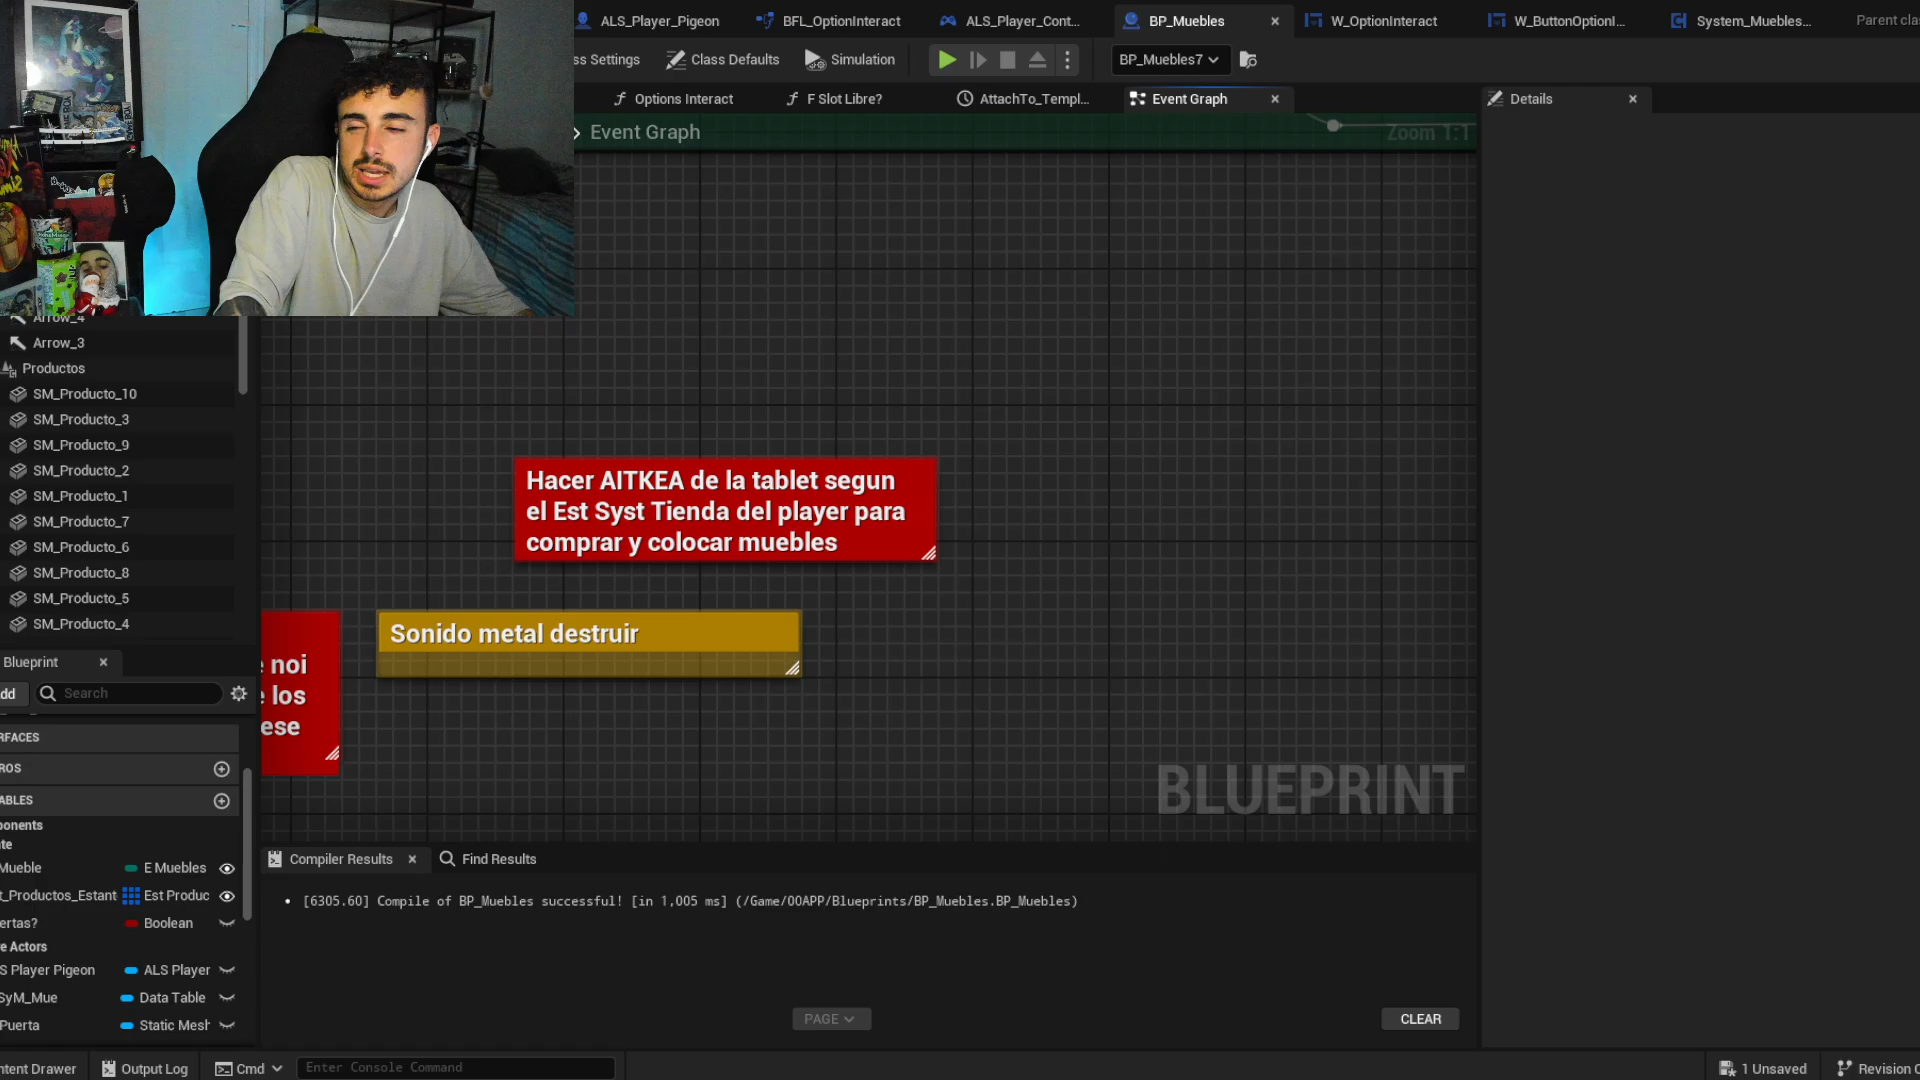 ALS_Player_Pigeon
BFL_OptionInteract
ALS_Player_Cont...
BP_Muebles
W_OptionInteract
W_ButtonOptionI...
System_Muebles...
Parent clas
ss Settings
Class Defaults
Simulation
BP_Muebles7
Options Interact
F Slot Libre?
AttachTo_Templ...
Event Graph
Details
Event Graph
Zoom 1:1
Arrow_4
Arrow_3
Productos
SM_Producto_10
SM_Producto_3
SM_Producto_9
SM_Producto_2
SM_Producto_1
SM_Producto_7
SM_Producto_6
SM_Producto_8
SM_Producto_5
SM_Producto_4
Hacer AITKEA de la tablet segun
el Est Syst Tienda del player para
comprar y colocar muebles
Sonido metal destruir
e noi
e los
ese
BLUEPRINT
Blueprint
dd
Search
RFACES
ROS
ABLES
ponents
te
Mueble
E Muebles
t_Productos_Estant
Est Produc
ertas?
Boolean
e Actors
S Player Pigeon
ALS Player
SyM_Mue
Data Table
Puerta
Static Mesh
Compiler Results
Find Results
[6305.60] Compile of BP_Muebles successful! [in 1,005 ms] (/Game/00APP/Blueprints/BP_Muebles.BP_Muebles)
PAGE
CLEAR
ntent Drawer
Output Log
Cmd
Enter Console Command
1 Unsaved
Revision C